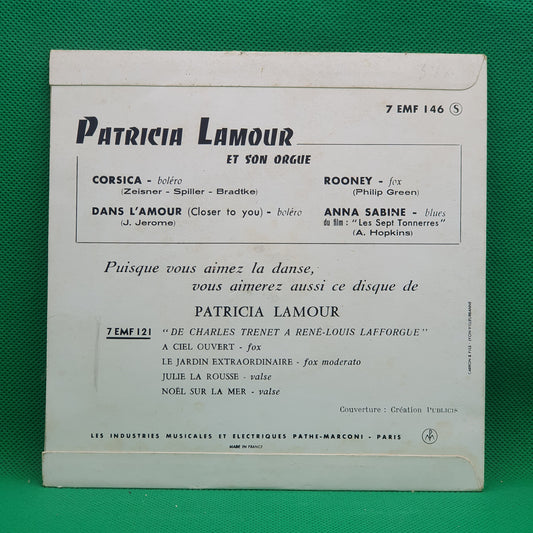 7 EMF 146 Ⓢ
PATRICIA LAMOUR
ET SON ORGUE
CORSICA - boléro
(Zeisner - Spiller - Bradtke)
DANS L'AMOUR (Closer to you) - boléro
(J. Jerome)
ROONEY - fox
(Philip Green)
ANNA SABINE - blues
du film : "Les Sept Tonnerres"
(A. Hopkins)
Puisque vous aimez la danse,
vous aimerez aussi ce disque de
PATRICIA LAMOUR
7 EMF 121 "DE CHARLES TRENET A RENÉ-LOUIS LAFFORGUE"
A CIEL OUVERT - fox
LE JARDIN EXTRAORDINAIRE - fox moderato
JULIE LA ROUSSE - valse
NOËL SUR LA MER - valse
Couverture : Création PUBLICIS
LES INDUSTRIES MUSICALES ET ELECTRIQUES PATHE-MARCONI - PARIS
MADE IN FRANCE